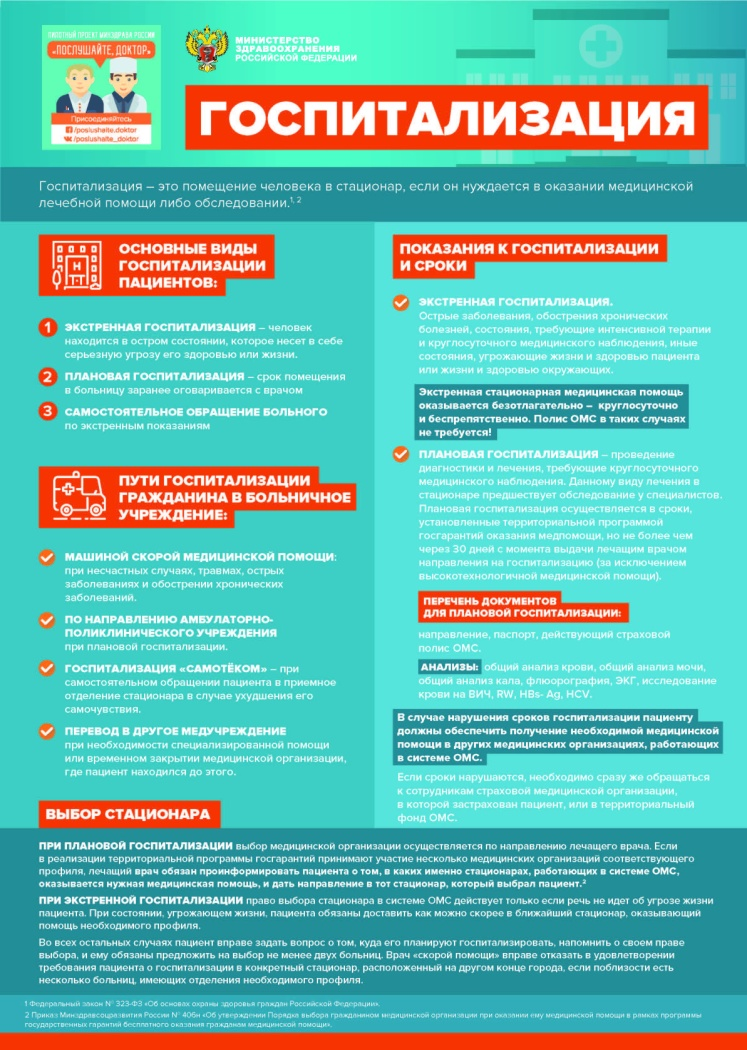 ПИЛОТНЫЙ ПРОЕКТ МИНЗДРАВА РОССИИ
«ПОСЛУШАЙТЕ, ДОКТОР»
Присоединяйтесь
/poslushaite.doktor
/poslushaite_doktor
МИНИСТЕРСТВО
ЗДРАВООХРАНЕНИЯ
РОССИЙСКОЙ ФЕДЕРАЦИИ
ГОСПИТАЛИЗАЦИЯ
Госпитализация – это помещение человека в стационар, если он нуждается в оказании медицинской
лечебной помощи либо обследовании.1, 2
ОСНОВНЫЕ ВИДЫ
ГОСПИТАЛИЗАЦИИ
ПАЦИЕНТОВ:
1 ЭКСТРЕННАЯ ГОСПИТАЛИЗАЦИЯ – человек
находится в остром состоянии, которое несет в себе
серьезную угрозу его здоровью или жизни.
2 ПЛАНОВАЯ ГОСПИТАЛИЗАЦИЯ – срок помещения
в больницу заранее оговаривается с врачом
3 САМОСТОЯТЕЛЬНОЕ ОБРАЩЕНИЕ БОЛЬНОГО
по экстренным показаниям
ПУТИ ГОСПИТАЛИЗАЦИИ
ГРАЖДАНИНА В БОЛЬНИЧНОЕ
УЧРЕЖДЕНИЕ:
МАШИНОЙ СКОРОЙ МЕДИЦИНСКОЙ ПОМОЩИ:
при несчастных случаях, травмах, острых
заболеваниях и обострении хронических
заболеваний.
ПО НАПРАВЛЕНИЮ АМБУЛАТОРНО-
ПОЛИКЛИНИЧЕСКОГО УЧРЕЖДЕНИЯ
при плановой госпитализации.
ГОСПИТАЛИЗАЦИЯ «САМОТЁКОМ» – при
самостоятельном обращении пациента в приемное
отделение стационара в случае ухудшения его
самочувствия.
ПЕРЕВОД В ДРУГОЕ МЕДУЧРЕЖДЕНИЕ
при необходимости специализированной помощи
или временном закрытии медицинской организации,
где пациент находился до этого.
ПОКАЗАНИЯ К ГОСПИТАЛИЗАЦИИ
И СРОКИ
ЭКСТРЕННАЯ ГОСПИТАЛИЗАЦИЯ.
Острые заболевания, обострения хронических
болезней, состояния, требующие интенсивной терапии
и круглосуточного медицинского наблюдения, иные
состояния, угрожающие жизни и здоровью пациента
или жизни и здоровью окружающих.
Экстренная стационарная медицинская помощь
оказывается безотлагательно – круглосуточно
и беспрепятственно. Полис ОМС в таких случаях
не требуется!
ПЛАНОВАЯ ГОСПИТАЛИЗАЦИЯ – проведение
диагностики и лечения, требующие круглосуточного
медицинского наблюдения. Данному виду лечения в
стационаре предшествует обследование у специалистов.
Плановая госпитализация осуществляется в сроки,
установленные территориальной программой
госгарантий оказания медпомощи, но не более чем
через 30 дней с момента выдачи лечащим врачом
направления на госпитализацию (за исключением
высокотехнологичной медицинской помощи).
ПЕРЕЧЕНЬ ДОКУМЕНТОВ
ДЛЯ ПЛАНОВОЙ ГОСПИТАЛИЗАЦИИ:
направление, паспорт, действующий страховой
полис ОМС.
АНАЛИЗЫ: общий анализ крови, общий анализ мочи,
общий анализ кала, флюорография, ЭКГ, исследование
крови на ВИЧ, RW, HBs- Ag, HCV.
В случае нарушения сроков госпитализации пациенту
должны обеспечить получение необходимой медицинской
помощи в других медицинских организациях, работающих
в системе ОМС.
Если сроки нарушаются, необходимо сразу же обращаться
к сотрудникам страховой медицинской организации,
в которой застрахован пациент, или в территориальный
фонд ОМС.
ВЫБОР СТАЦИОНАРА
ПРИ ПЛАНОВОЙ ГОСПИТАЛИЗАЦИИ выбор медицинской организации осуществляется по направлению лечащего врача. Если
в реализации территориальной программы госгарантий принимают участие несколько медицинских организаций соответствующего
профиля, лечащий врач обязан проинформировать пациента о том, в каких именно стационарах, работающих в системе ОМС,
оказывается нужная медицинская помощь, и дать направление в тот стационар, который выбрал пациент.2
ПРИ ЭКСТРЕННОЙ ГОСПИТАЛИЗАЦИИ право выбора стационара в системе ОМС действует только если речь не идет об угрозе жизни
пациента. При состоянии, угрожающем жизни, пациента обязаны доставить как можно скорее в ближайший стационар, оказывающий
помощь необходимого профиля.
Во всех остальных случаях пациент вправе задать вопрос о том, куда его планируют госпитализировать, напомнить о своем праве
выбора, и ему обязаны предложить на выбор не менее двух больниц. Врач «скорой помощи» вправе отказать в удовлетворении
требования пациента о госпитализации в конкретный стационар, расположенный на другом конце города, если поблизости есть
несколько больниц, имеющих отделения необходимого профиля.
1 Федеральный закон N° 323-ФЗ «Об основах охраны здоровья граждан Российской Федерации».
2 Приказ Минздравсоцразвития России N° 406н «Об утверждении Порядка выбора гражданином медицинской организации при оказании ему медицинской помощи в рамках программы
государственных гарантий бесплатного оказания гражданам медицинской помощи».